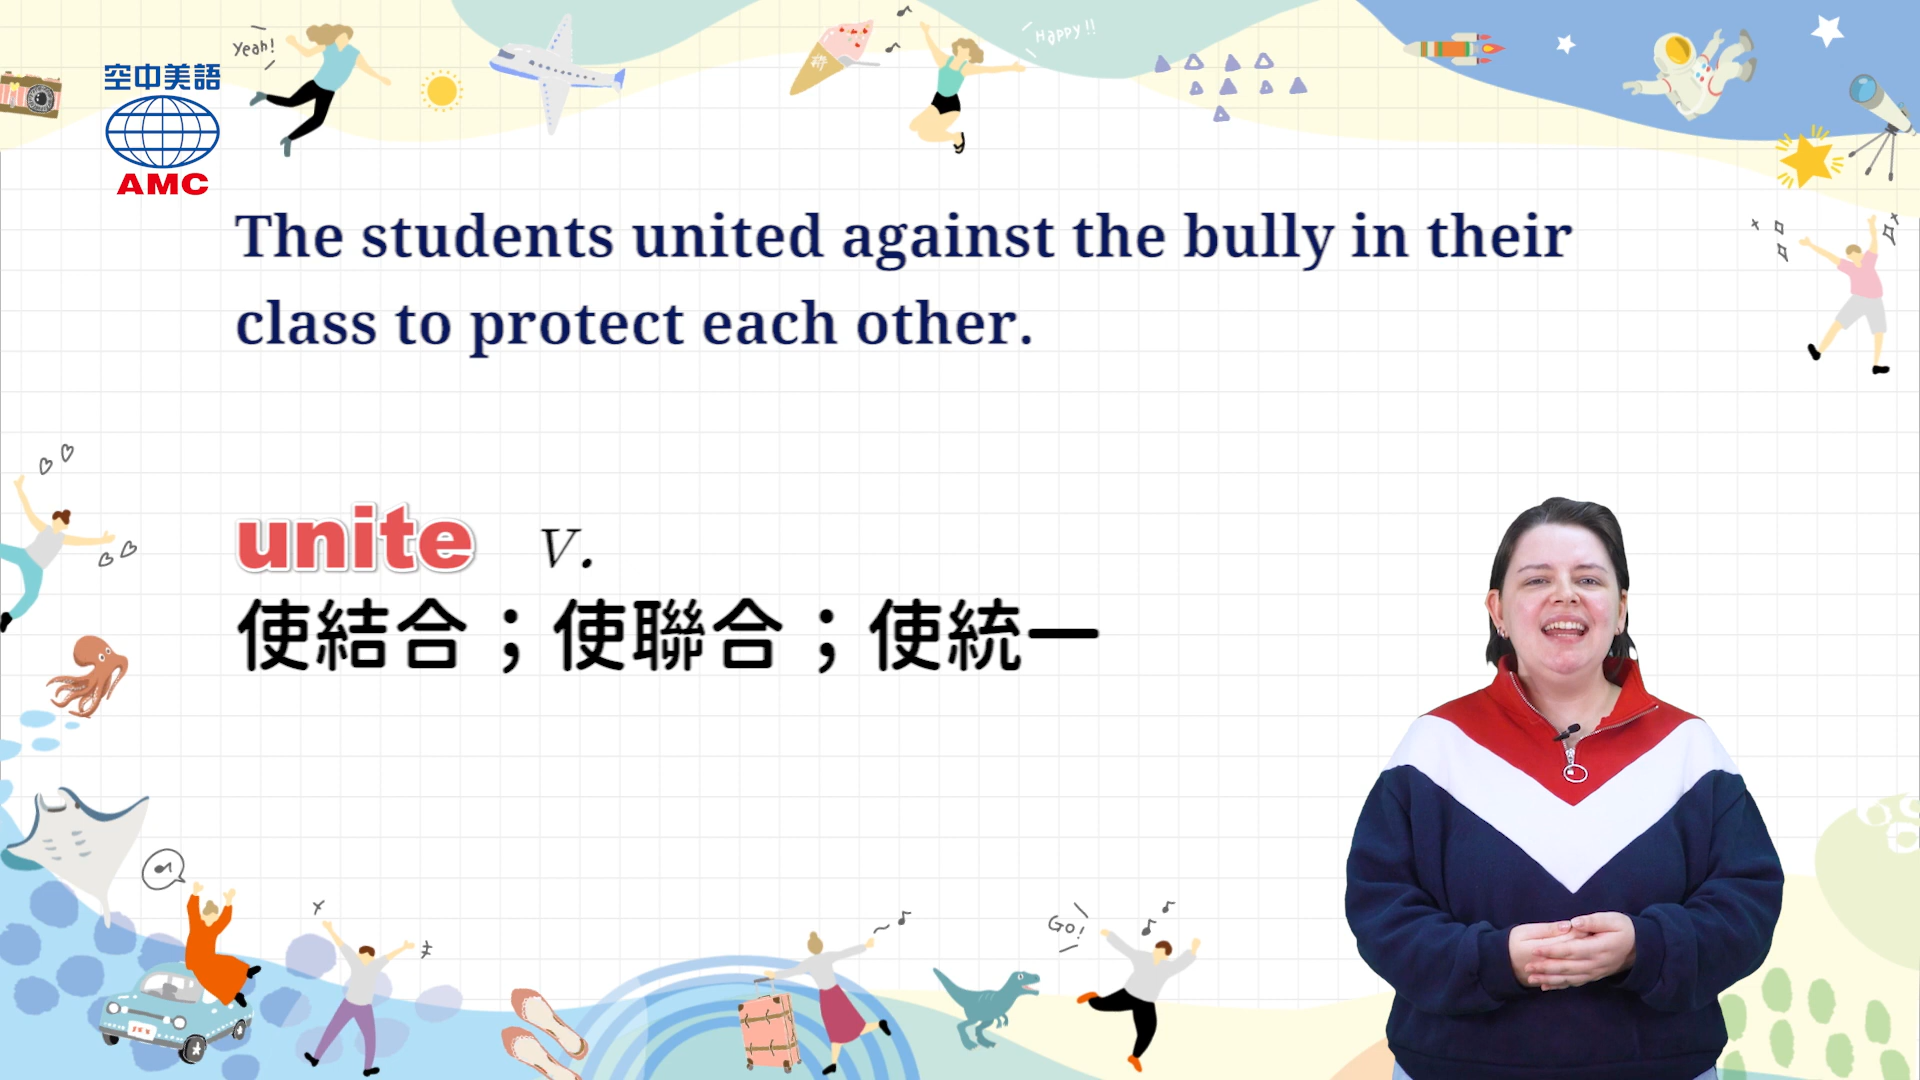 Yeah!
Happy!!
空中美語
AMC
The students united against the bully in their
class to protect each other.
unite v.
使結合；使聯合；使統一
Go!